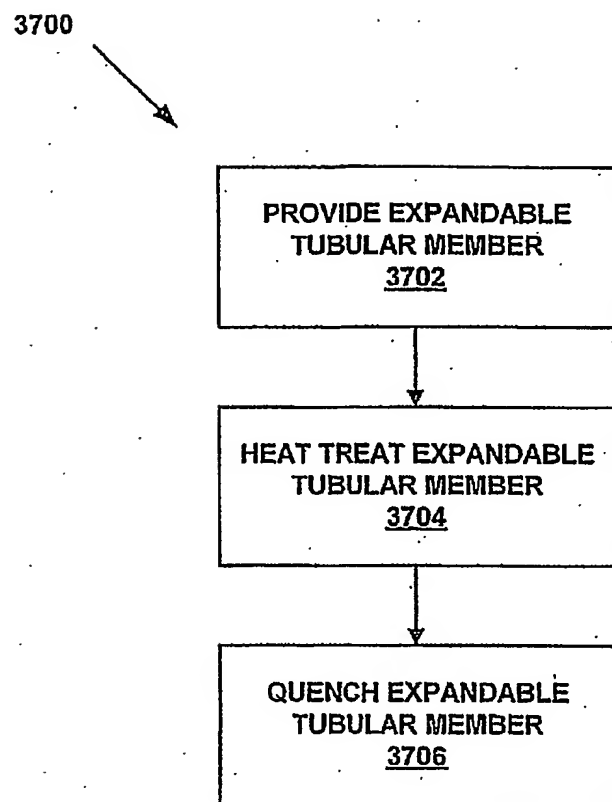 3700
PROVIDE EXPANDABLE
TUBULAR MEMBER
3702
HEAT TREAT EXPANDABLE
TUBULAR MEMBER
3704
QUENCH EXPANDABLE
TUBULAR MEMBER
3706